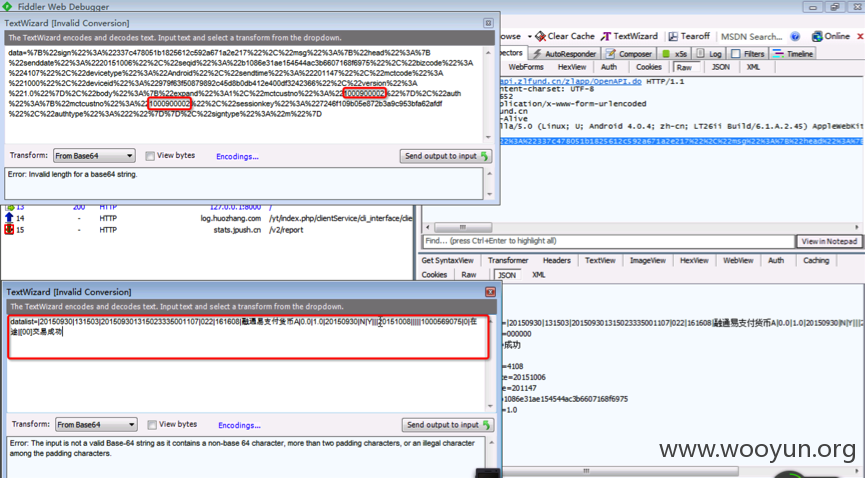 Fiddler Web Debugger
TextWizard [Invalid Conversion]
The TextWizard encodes and decodes text. Input text and select a transform from the dropdown.
data=%7B%22sign%22%3A%22337c478051b1825612c592a671a2e217%22%2C%22msg%22%3A%7B%22head%22%3A%7B
%22senddate%22%3A%2220151006%22%2C%22seqid%22%3A%22b1086e31ae154544ac3b6607168f6975%22%2C%22bizcode%22%3A
%224107%22%2C%22devicetype%22%3A%22Android%22%2C%22sendtime%22%3A%22201147%22%2C%22mctcode%22%3A
%221000%22%2C%22deviceid%22%3A%22979f63f50879892c45d8b0db412e400df3242366%22%2C%22version%22%3A
%221.0%22%7D%2C%22body%22%3A%7B%22expand%22%3A1%2C%22mctcustno%22%3A%221000900002%22%7D%2C%22auth
%22%3A%7B%22mctcustno%22%3A%221000900002%22%2C%22sessionkey%22%3A%227246f109b05e872b3a9c953bfa62afdf
%22%2C%22authtype%22%3A%222%22%7D%7D%2C%22signtype%22%3A%22m%22%7D
Transform: From Base64 View bytes Encodings... Send output to input
Error: Invalid length for a base64 string.
owse Clear Cache TextWizard Tearoff MSDN Search... Online
pectors AutoResponder Composer x5s Log Filters Timeline
WebForms HexView Auth Cookies Raw JSON XML
api.zlfund.cn/zlapp/OpenAPI.do HTTP/1.1
ntent-charset: UTF-8
652
plication/x-www-form-urlencoded
fund.cn
-Alive
la/5.0 (Linux; U; Android 4.0.4; zh-cn; LT26ii Build/6.1.A.2.45) AppleWebKit
%22%3A%22337c478051b1825612c592a671a2e217%22%2C%22msg%22%3A%7B%22head%22%3A%7
13 200 HTTP 127.0.0.1:8... /
14 - HTTP log.huozhang.com /yt/index.php/clientService/cli_interface/clie
15 - HTTP stats.jpush.cn /v2/report
Find... (press Ctrl+Enter to highlight all) View in Notepad
Get SyntaxView Transformer Headers TextView ImageView HexView WebView Auth Caching
Cookies Raw JSON XML
TextWizard [Invalid Conversion]
The TextWizard encodes and decodes text. Input text and select a transform from the dropdown.
datalist=|20150930|131503|20150930131502333500​1107|022|161608|融通易支付货币A|0.0|1.0|20150930|N|Y||||20151008||||||1000569075|0|在
途||00]交易成功
Transform: From Base64 View bytes Encodings... Send output to input
Error: The input is not a valid Base-64 string as it contains a non-base 64 character, more than two padding characters, or an illegal character
among the padding characters.
=|20150930|131503|201509301315023335001107|022|161608|融通易支付货币A|0.0|1.0|20150930|N|Y||||2
=000000
成功
=4108
e=20151006
e=201147
b1086e31ae154544ac3b6607168f6975
=1.0
www.wooyun.org